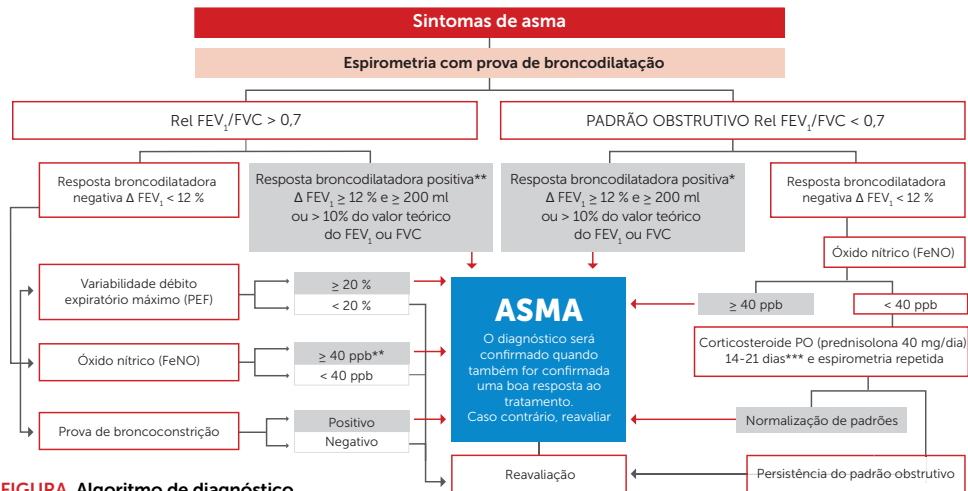 Sintomas de asma
Espirometria com prova de broncodilatação
Rel FEV1/FVC > 0,7
PADRÃO OBSTRUTIVO Rel FEV1/FVC < 0,7
Resposta broncodilatadora
negativa Δ FEV1 < 12 %
Resposta broncodilatadora positiva**
Δ FEV1 ≥ 12 % e ≥ 200 ml
ou > 10% do valor teórico
do FEV1 ou FVC
Resposta broncodilatadora positiva*
Δ FEV1 ≥ 12 % e ≥ 200 ml
ou > 10% do valor teórico
do FEV1 ou FVC
Resposta broncodilatadora
negativa Δ FEV1 < 12 %
Óxido nítrico (FeNO)
Variabilidade débito
expiratório máximo (PEF)
≥ 20 %
< 20 %
ASMA
O diagnóstico será
confirmado quando
também for confirmada
uma boa resposta ao
tratamento.
Caso contrário, reavaliar
≥ 40 ppb
< 40 ppb
Óxido nítrico (FeNO)
≥ 40 ppb**
< 40 ppb
Corticosteroide PO (prednisolona 40 mg/dia)
14-21 dias*** e espirometria repetida
Prova de broncoconstrição
Positivo
Negativo
Normalização de padrões
Reavaliação
Persistência do padrão obstrutivo
FIGURA Algoritmo de diagnóstico